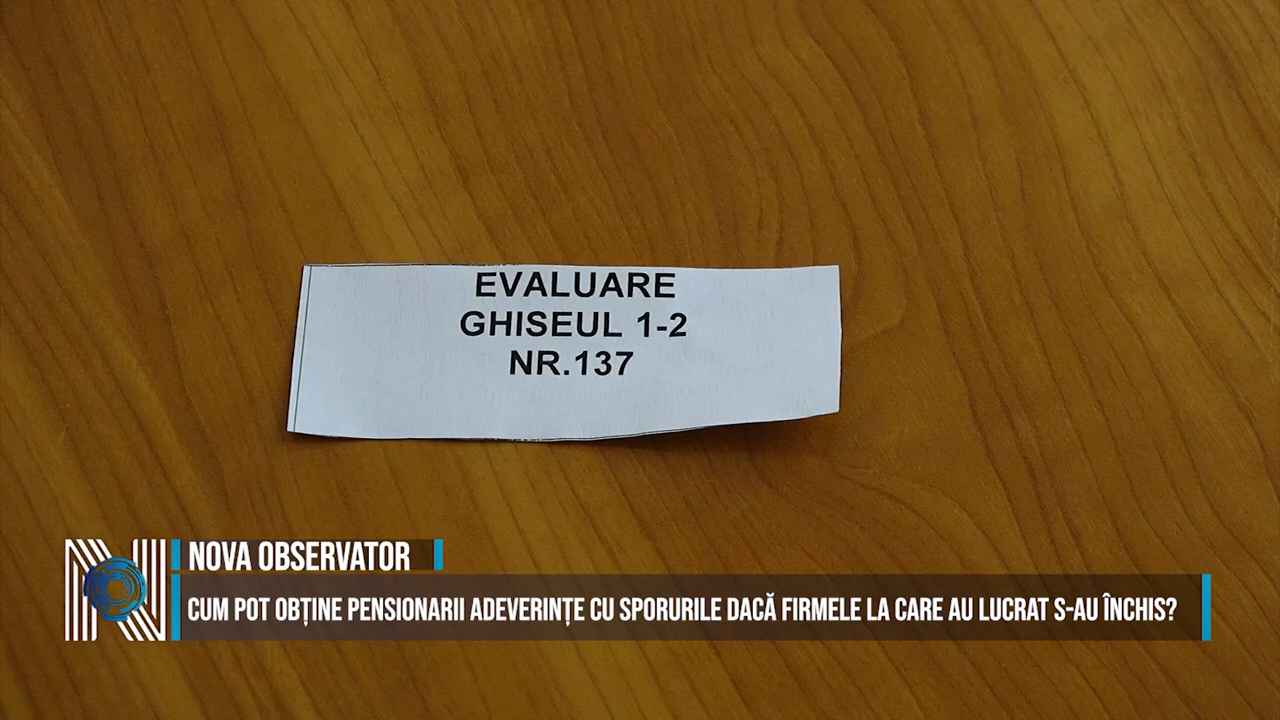 EVALUARE
GHISEUL 1-2
NR.137
NOVA OBSERVATOR
CUM POT OBȚINE PENSIONARII ADEVERINȚE CU SPORURILE DACĂ FIRMELE LA CARE AU LUCRAT S-AU ÎNCHIS?